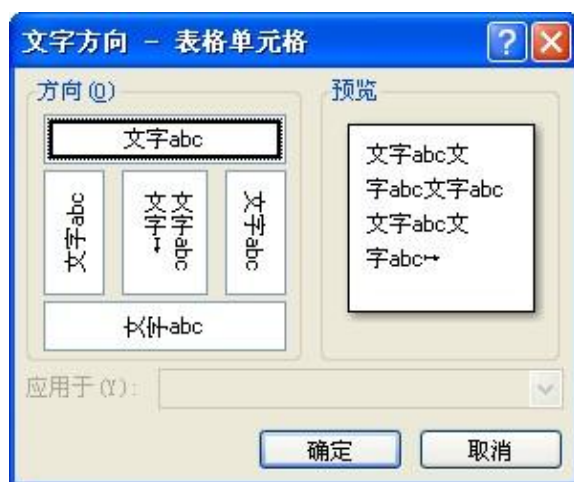 文字方向 - 表格单元格
方向(O)
文字abc
文字abc
文字abc
文字→
文字abc
文字abc
预览
文字abc文
字abc文字abc
文字abc文
字abc→
应用于(Y):
确定
取消